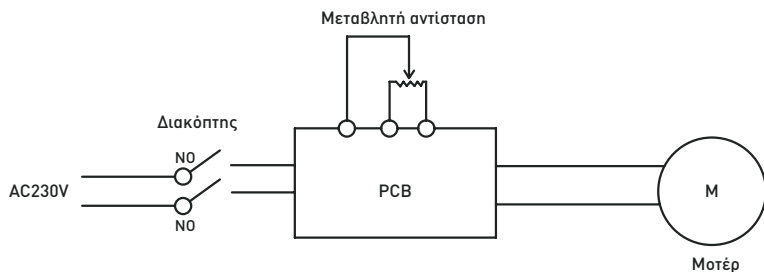 Μεταβλητή αντίσταση
Διακόπτης
NO
AC230V
NO
PCB
M
Μοτέρ